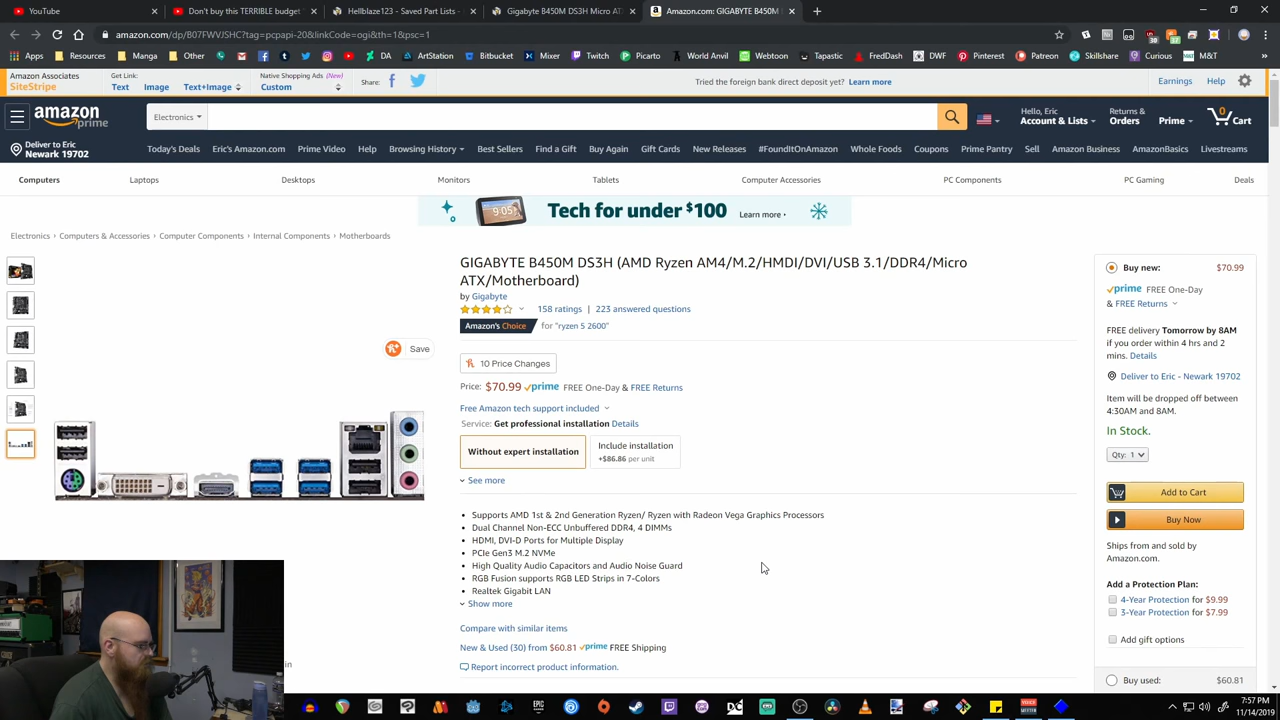 YouTube
Don't buy this TERRIBLE budget
Hellblaze123 - Saved Part Lists -
Gigabyte B450M DS3H Micro AT
Amazon.com: GIGABYTE B450M
amazon.com/dp/B07FWVJSHC?tag=pcpapi-20&linkCode=ogi&th=1&psc=1
Apps Resources Manga Other DA ArtStation Bitbucket Mixer Twitch Picarto World Anvil Webtoon Tapastic FredDash DWF Pinterest Patreon Skillshare Curious M&T
Amazon Associates
SiteStripe
Get Link:
Text Image Text+Image
Native Shopping Ads (New)
Custom
Share:
Tried the foreign bank direct deposit yet? Learn more
Earnings Help
amazon
prime
Electronics
Hello, Eric
Account & Lists
Returns &
Orders
Prime
0
Cart
Deliver to Eric
Newark 19702
Today's Deals Eric's Amazon.com Prime Video Help Browsing History Best Sellers Find a Gift Buy Again Gift Cards New Releases #FoundItOnAmazon Whole Foods Coupons Prime Pantry Sell Amazon Business AmazonBasics Livestreams
Computers Laptops Desktops Monitors Tablets Computer Accessories PC Components PC Gaming Deals
9:05
Tech for under $100 Learn more ›
Electronics › Computers & Accessories › Computer Components › Internal Components › Motherboards
GIGABYTE B450M DS3H (AMD Ryzen AM4/M.2/HMDI/DVI/USB 3.1/DDR4/Micro
ATX/Motherboard)
by Gigabyte
158 ratings | 223 answered questions
Amazon's Choice for "ryzen 5 2600"
Save
10 Price Changes
Price: $70.99 prime FREE One-Day & FREE Returns
Free Amazon tech support included
Service: Get professional installation Details
Without expert installation
Include installation
+$86.86 per unit
See more
• Supports AMD 1st & 2nd Generation Ryzen/ Ryzen with Radeon Vega Graphics Processors
• Dual Channel Non-ECC Unbuffered DDR4, 4 DIMMs
• HDMI, DVI-D Ports for Multiple Display
• PCIe Gen3 M.2 NVMe
• High Quality Audio Capacitors and Audio Noise Guard
• RGB Fusion supports RGB LED Strips in 7-Colors
• Realtek Gigabit LAN
Show more
Compare with similar items
New & Used (30) from $60.81 prime FREE Shipping
Report incorrect product information.
in
Buy new: $70.99
prime FREE One-Day
& FREE Returns
FREE delivery Tomorrow by 8AM
if you order within 4 hrs and 2
mins. Details
Deliver to Eric - Newark 19702
Item will be dropped off between
4:30AM and 8AM.
In Stock.
Qty: 1
Add to Cart
Buy Now
Ships from and sold by
Amazon.com.
Add a Protection Plan:
4-Year Protection for $9.99
3-Year Protection for $7.99
Add gift options
Buy used: $60.81
7:57 PM
11/14/2019